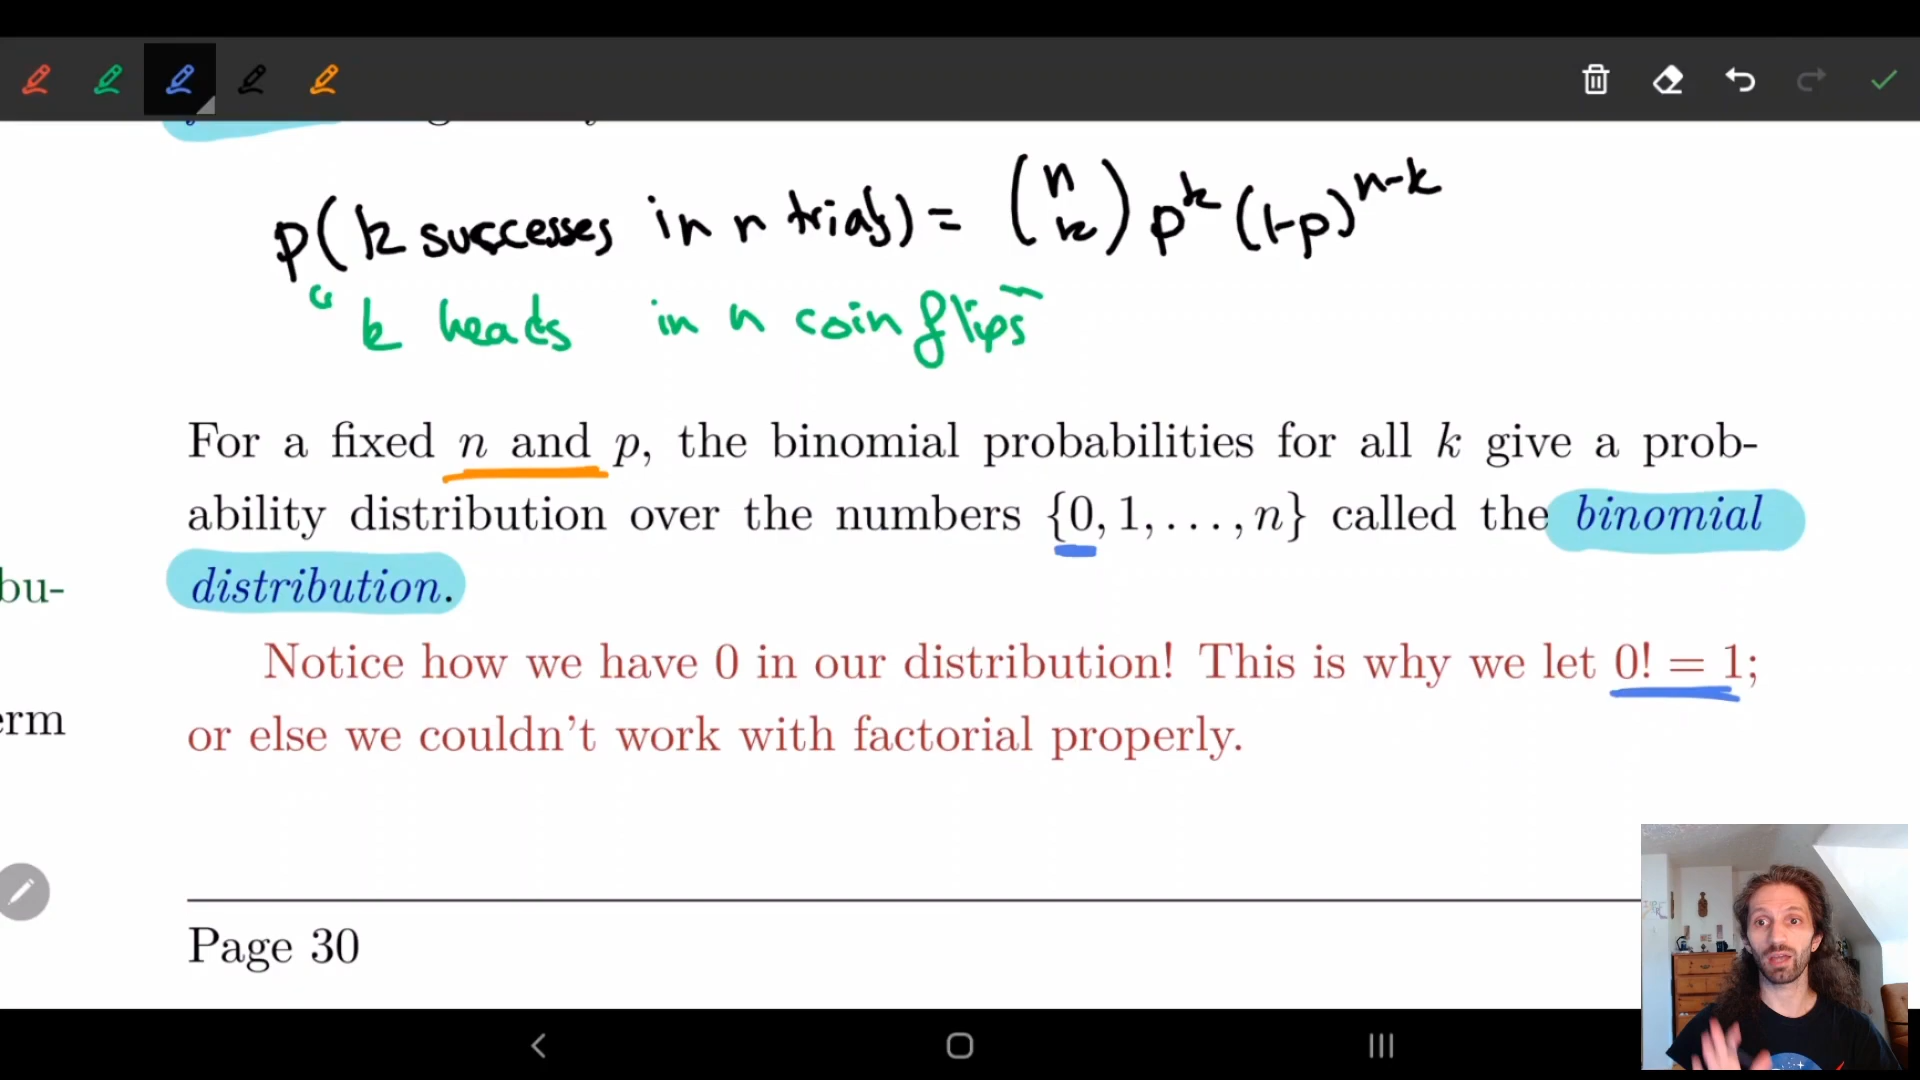 p(k successes in n trials) = (n k) p^k (1-p)^{n-k}
" k heads in n coin flips "
For a fixed n and p, the binomial probabilities for all k give a prob-
ability distribution over the numbers {0, 1, . . . , n} called the binomial
bu-
distribution.
Notice how we have 0 in our distribution! This is why we let 0! = 1;
erm
or else we couldn't work with factorial properly.
Page 30